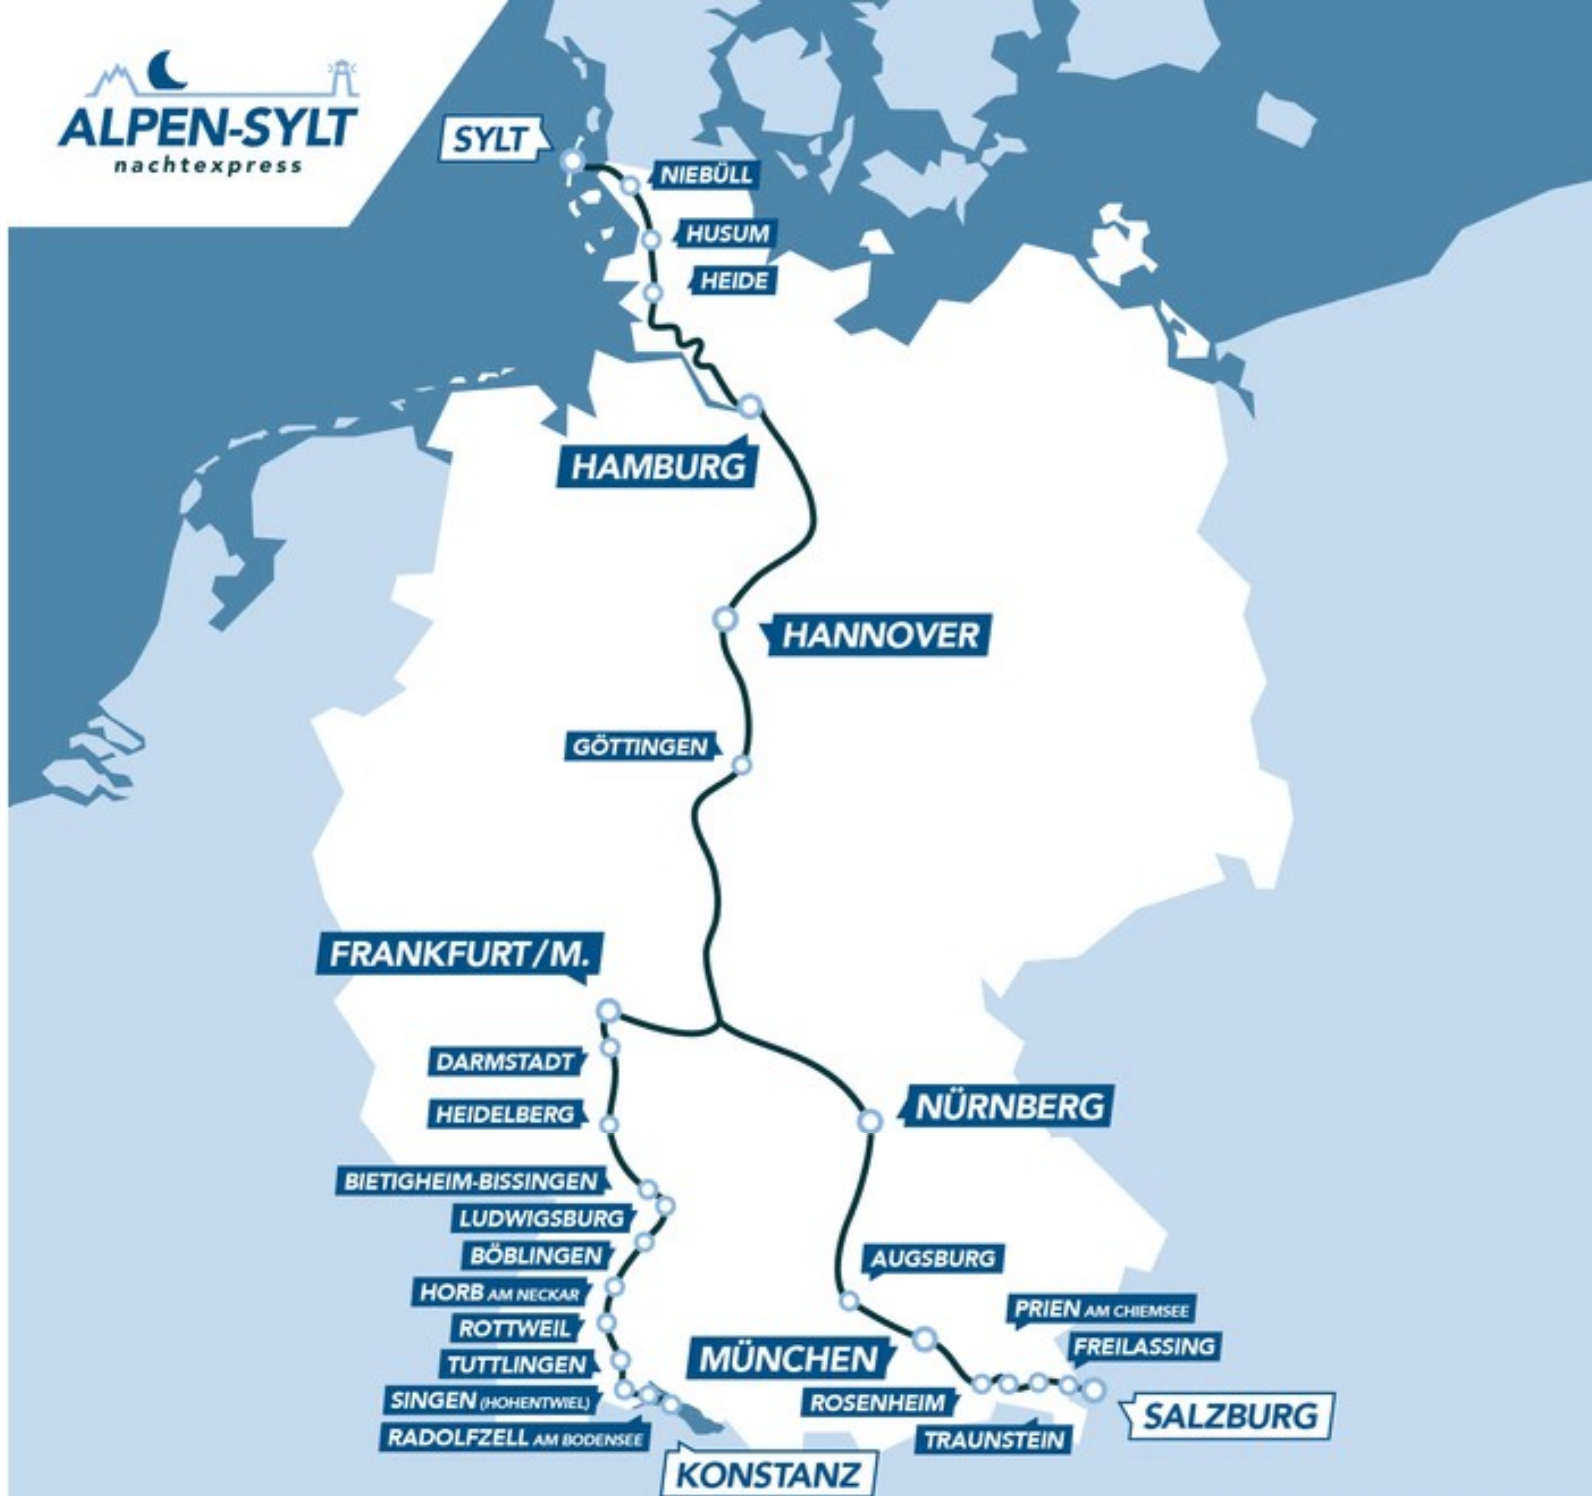 ALPEN-SYLT
nachtexpress
SYLT
NIEBÜLL
HUSUM
HEIDE
HAMBURG
HANNOVER
GÖTTINGEN
FRANKFURT/M.
DARMSTADT
HEIDELBERG
NÜRNBERG
BIETIGHEIM-BISSINGEN
LUDWIGSBURG
BÖBLINGEN
HORB AM NECKAR
ROTTWEIL
TUTTLINGEN
SINGEN (HOHENTWIEL)
RADOLFZELL AM BODENSEE
KONSTANZ
AUGSBURG
MÜNCHEN
ROSENHEIM
PRIEN AM CHIEMSEE
TRAUNSTEIN
FREILASSING
SALZBURG